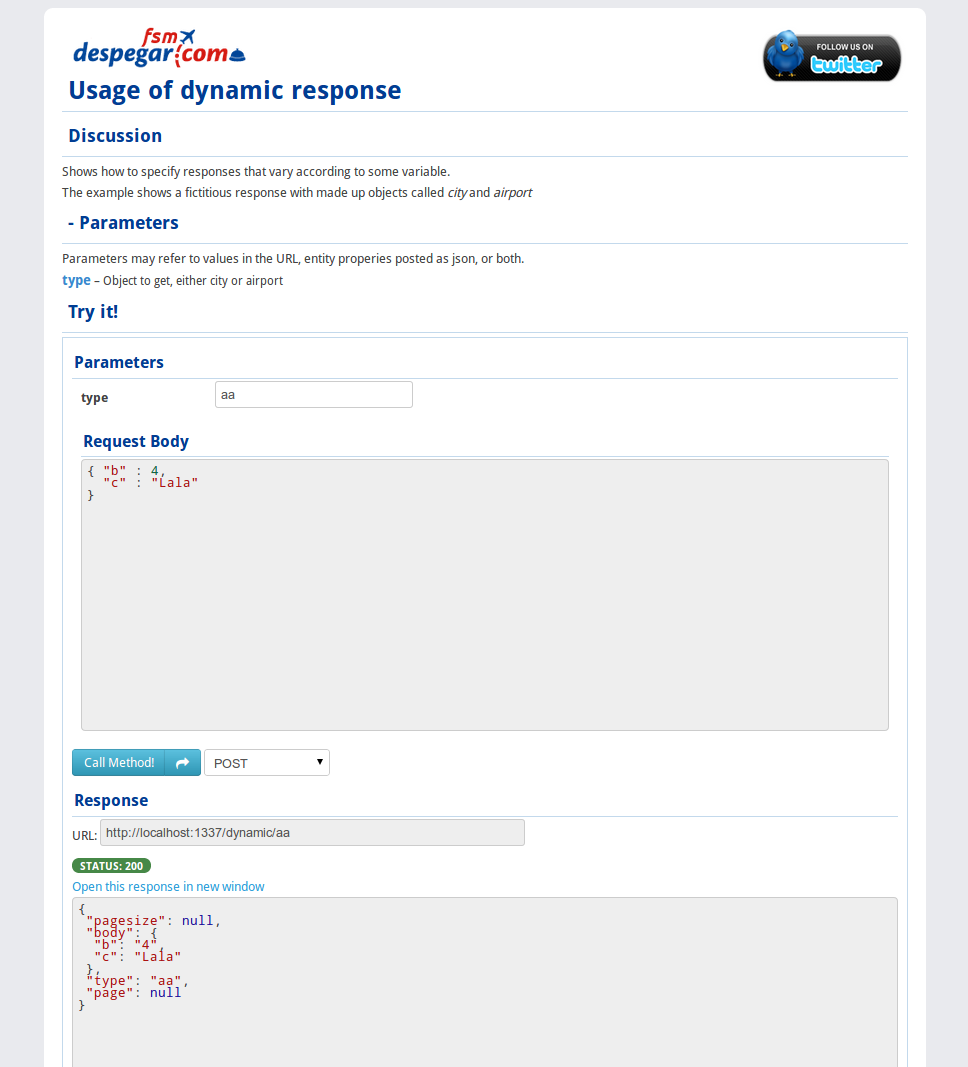 fsm
despegar.com
FOLLOW US ON
twitter
Usage of dynamic response
Discussion
Shows how to specify responses that vary according to some variable.
The example shows a fictitious response with made up objects called city and airport
- Parameters
Parameters may refer to values in the URL, entity properies posted as json, or both.
type – Object to get, either city or airport
Try it!
Parameters
type aa
Request Body
{ "b" : 4,
"c" : "Lala"
}
Call Method! POST
Response
URL: http://localhost:1337/dynamic/aa
STATUS: 200
Open this response in new window
{
"pagesize": null,
"body": {
"b": "4",
"c": "Lala"
},
"type": "aa",
"page": null
}